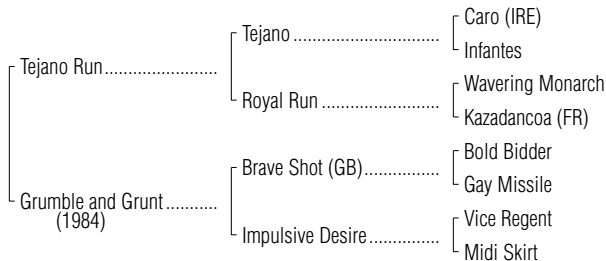 Caro (IRE)
Tejano
Infantes
Tejano Run
Wavering Monarch
Royal Run
Kazadancoa (FR)
Bold Bidder
Brave Shot (GB)
Gay Missile
Grumble and Grunt
(1984)
Vice Regent
Impulsive Desire
Midi Skirt